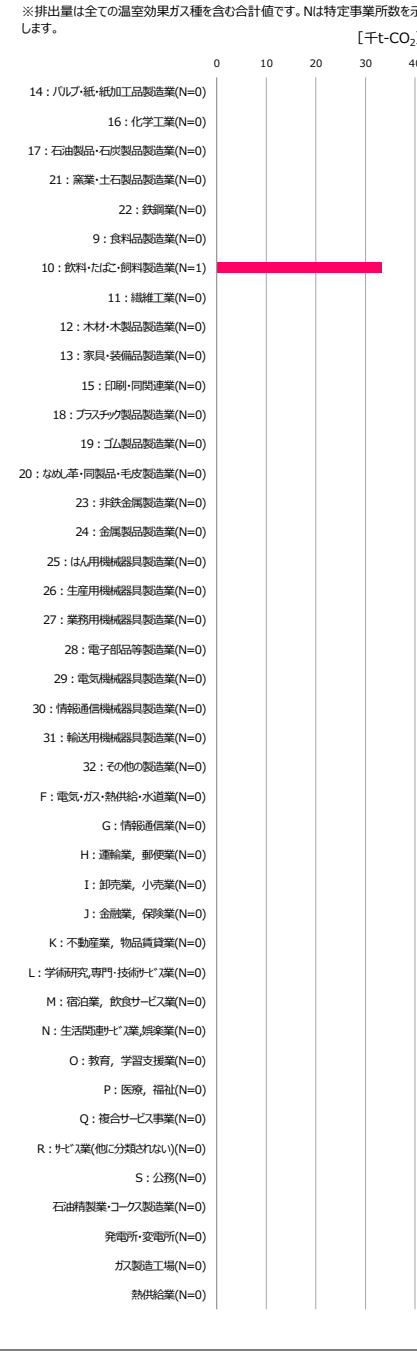 ※排出量は全ての温室効果ガス種を含む合計値です。Nは特定事業所数を示
します。
[千t-CO₂]
0 10 20 30 40
14：パルプ・紙・紙加工品製造業(N=0)
16：化学工業(N=0)
17：石油製品・石炭製品製造業(N=0)
21：窯業・土石製品製造業(N=0)
22：鉄鋼業(N=0)
9：食料品製造業(N=0)
10：飲料・たばこ・飼料製造業(N=1)
11：繊維工業(N=0)
12：木材・木製品製造業(N=0)
13：家具・装備品製造業(N=0)
15：印刷・同関連業(N=0)
18：プラスチック製品製造業(N=0)
19：ゴム製品製造業(N=0)
20：なめし革・同製品・毛皮製造業(N=0)
23：非鉄金属製造業(N=0)
24：金属製品製造業(N=0)
25：はん用機械器具製造業(N=0)
26：生産用機械器具製造業(N=0)
27：業務用機械器具製造業(N=0)
28：電子部品等製造業(N=0)
29：電気機械器具製造業(N=0)
30：情報通信機械器具製造業(N=0)
31：輸送用機械器具製造業(N=0)
32：その他の製造業(N=0)
F：電気・ガス・熱供給・水道業(N=0)
G：情報通信業(N=0)
H：運輸業，郵便業(N=0)
I：卸売業，小売業(N=0)
J：金融業，保険業(N=0)
K：不動産業，物品賃貸業(N=0)
L：学術研究,専門・技術ｻｰﾋﾞｽ業(N=0)
M：宿泊業，飲食サービス業(N=0)
N：生活関連ｻｰﾋﾞｽ業,娯楽業(N=0)
O：教育，学習支援業(N=0)
P：医療，福祉(N=0)
Q：複合サービス事業(N=0)
R：ｻｰﾋﾞｽ業(他に分類されない)(N=0)
S：公務(N=0)
石油精製業・コークス製造業(N=0)
発電所・変電所(N=0)
ガス製造工場(N=0)
熱供給業(N=0)